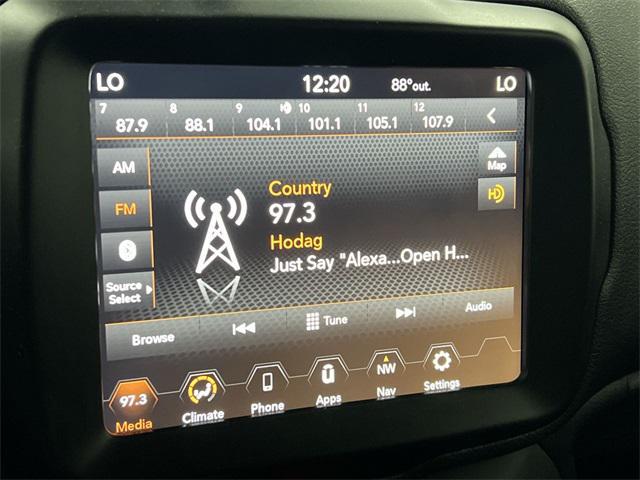 LO 12:20 88°out. LO
7 8 9 HD 10 11 12
87.9 88.1 104.1 101.1 105.1 107.9
AM
Map
Country
FM
97.3
HD
Hodag
Just Say "Alexa...Open H...
Source
Select
Browse Tune Audio
97.3 NW
Media Climate Phone Apps Nav Settings